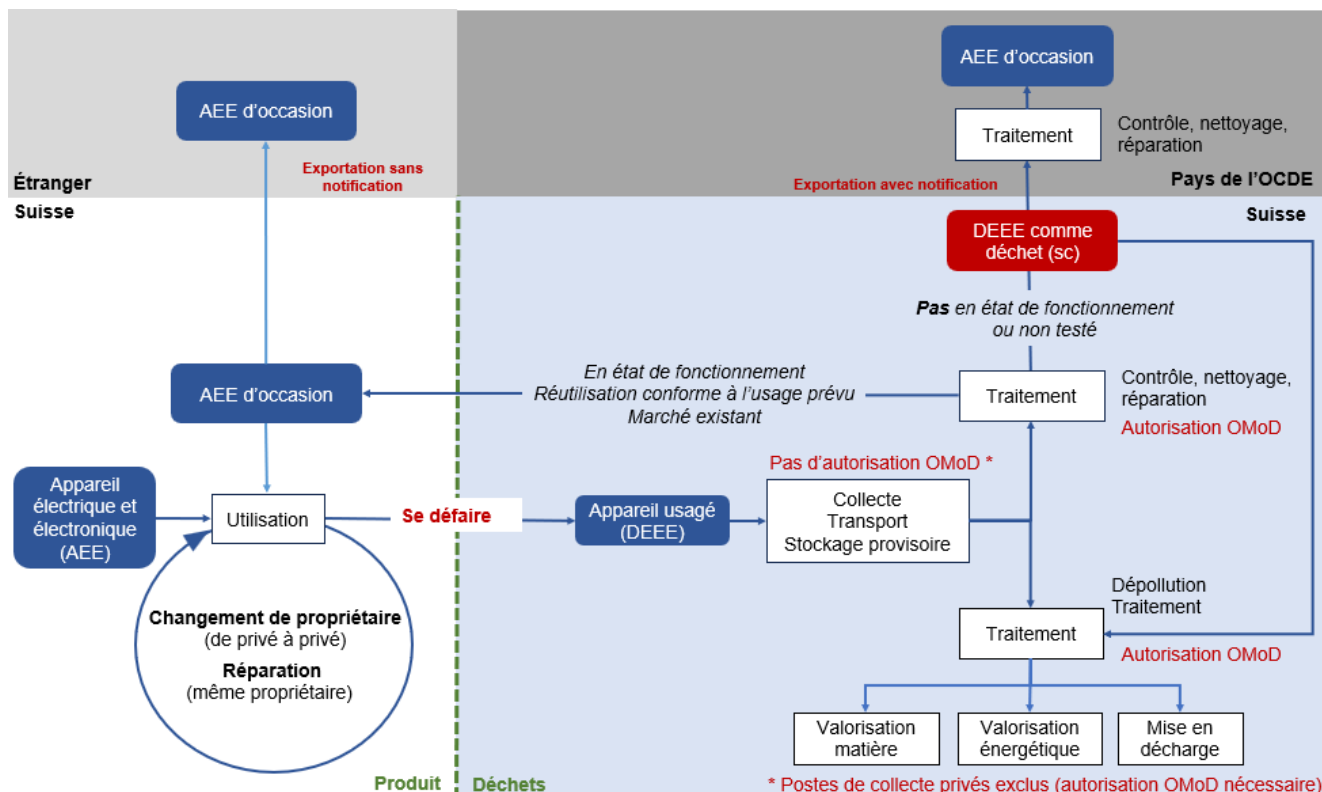 AEE d'occasion
AEE d'occasion
Traitement
Contrôle, nettoyage,
réparation
Exportation sans
notification
Exportation avec notification
Étranger
Pays de l'OCDE
Suisse
Suisse
DEEE comme
déchet (sc)
Pas en état de fonctionnement
ou non testé
En état de fonctionnement
Réutilisation conforme à l'usage prévu
Marché existant
AEE d'occasion
Traitement
Contrôle, nettoyage,
réparation
Autorisation OMoD
Pas d'autorisation OMoD *
Appareil
électrique et
électronique
(AEE)
Utilisation
Se défaire
Appareil usagé
(DEEE)
Collecte
Transport
Stockage provisoire
Changement de propriétaire
(de privé à privé)
Réparation
(même propriétaire)
Dépollution
Traitement
Traitement
Autorisation OMoD
Valorisation
matière
Valorisation
énergétique
Mise en
décharge
Produit
Déchets
* Postes de collecte privés exclus (autorisation OMoD nécessaire)